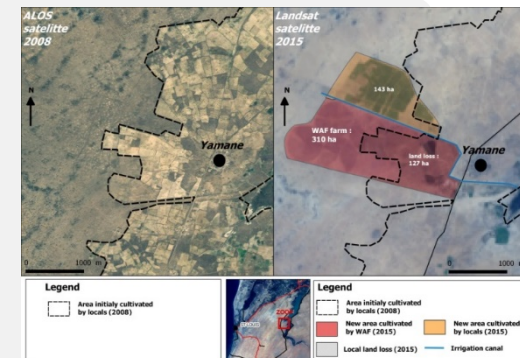 ALOS
satelitte
2008
N
Yamane
0 1000 m
Landsat
satelitte
2015
N
143 ha
WAF farm :
310 ha
land loss :
127 ha
Yamane
0 1000
Legend
Area initialy cultivated
by locals (2008)
Legend
Area initialy cultivated
by locals (2008)
New area cultivated
by WAF (2015)
New area cultivated
by locals (2015)
Local land loss (2015)
Irrigation canal